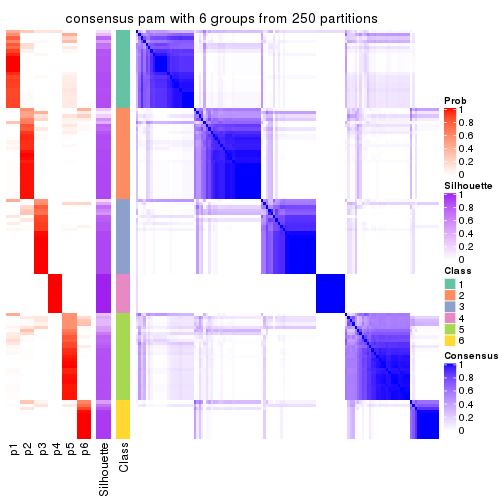 consensus pam with 6 groups from 250 partitions
Prob
1
0.8
0.6
0.4
0.2
0
Silhouette
1
0.8
0.6
0.4
0.2
0
Class
1
2
3
4
5
6
Consensus
1
0.8
0.6
0.4
0.2
0
p1
p2
p3
p4
p5
p6
Silhouette
Class